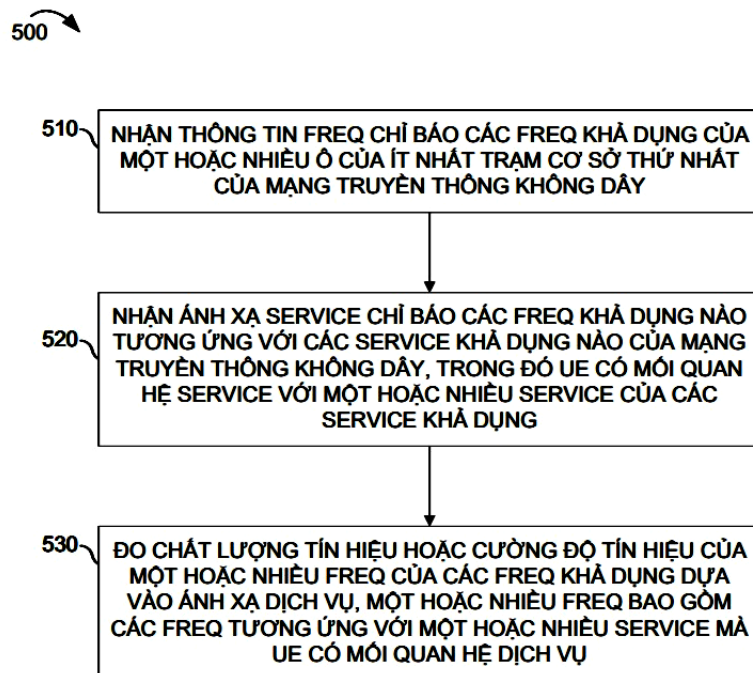 500
510
NHẬN THÔNG TIN FREQ CHỈ BÁO CÁC FREQ KHẢ DỤNG CỦA
MỘT HOẶC NHIỀU Ô CỦA ÍT NHẤT TRẠM CƠ SỞ THỨ NHẤT
CỦA MẠNG TRUYỀN THÔNG KHÔNG DÂY
520
NHẬN ÁNH XẠ SERVICE CHỈ BÁO CÁC FREQ KHẢ DỤNG NÀO
TƯƠNG ỨNG VỚI CÁC SERVICE KHẢ DỤNG NÀO CỦA MẠNG
TRUYỀN THÔNG KHÔNG DÂY, TRONG ĐÓ UE CÓ MỐI QUAN
HỆ SERVICE VỚI MỘT HOẶC NHIỀU SERVICE CỦA CÁC
SERVICE KHẢ DỤNG
530
ĐO CHẤT LƯỢNG TÍN HIỆU HOẶC CƯỜNG ĐỘ TÍN HIỆU CỦA
MỘT HOẶC NHIỀU FREQ CỦA CÁC FREQ KHẢ DỤNG DỰA
VÀO ÁNH XẠ DỊCH VỤ, MỘT HOẶC NHIỀU FREQ BAO GỒM
CÁC FREQ TƯƠNG ỨNG VỚI MỘT HOẶC NHIỀU SERVICE MÀ
UE CÓ MỐI QUAN HỆ DỊCH VỤ